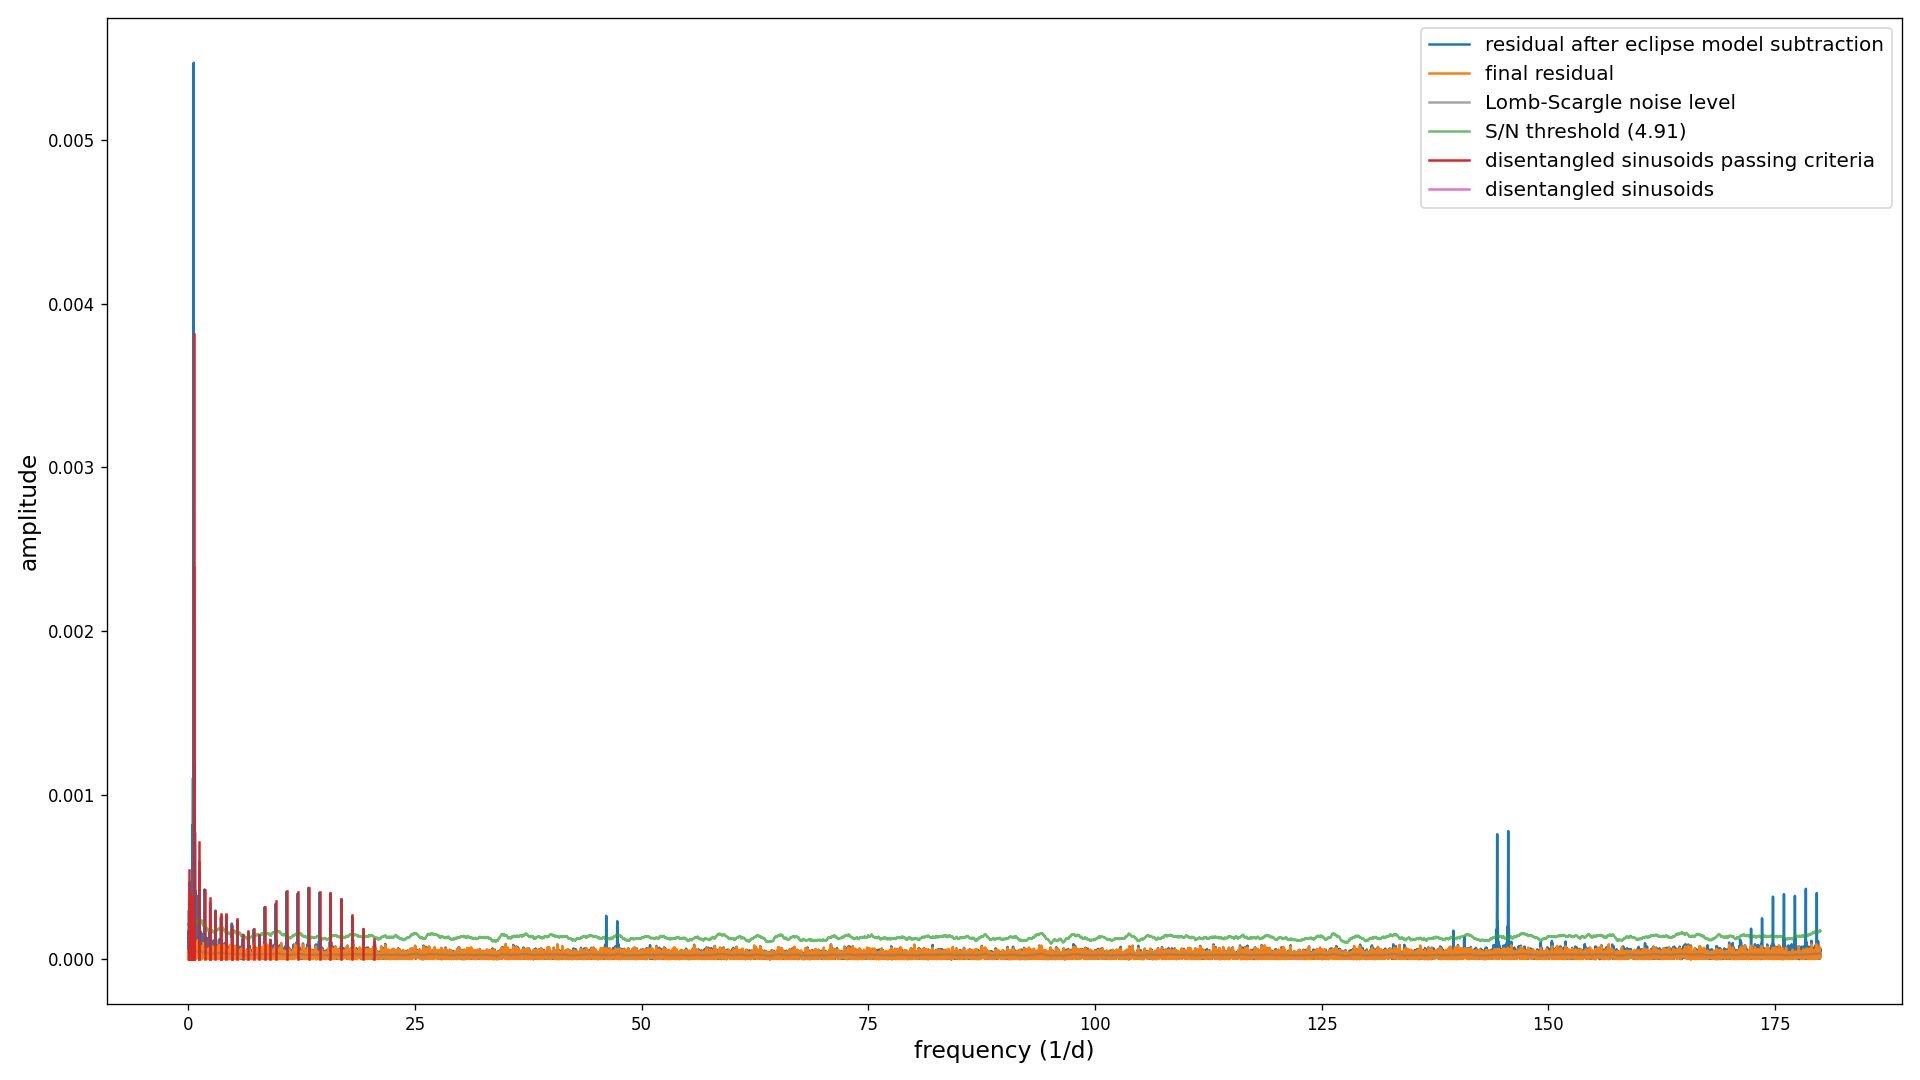 residual after eclipse model subtraction
final residual
Lomb-Scargle noise level
S/N threshold (4.91)
disentangled sinusoids passing criteria
disentangled sinusoids
amplitude
0.005
0.004
0.003
0.002
0.001
0.000
0 25 50 75 100 125 150 175
frequency (1/d)